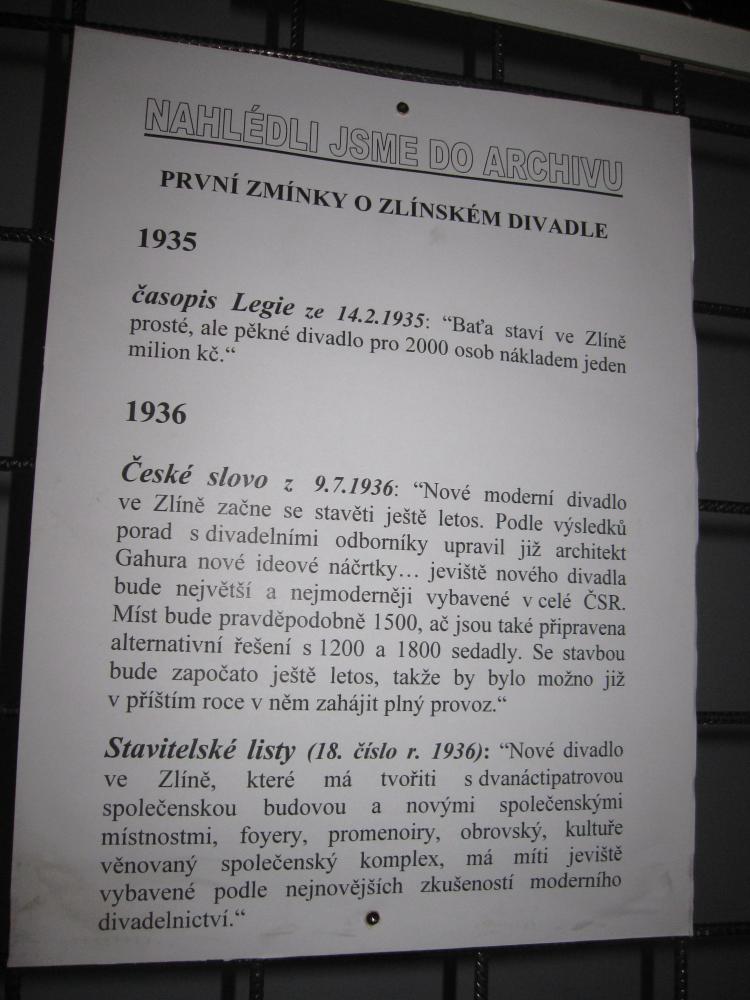 NAHLÉDLI JSME DO ARCHIVU
PRVNÍ ZMÍNKY O ZLÍNSKÉM DIVADLE
1935
časopis Legie ze 14.2.1935: “Baťa staví ve Zlíně
prosté, ale pěkné divadlo pro 2000 osob nákladem jeden
milion kč.“
1936
České slovo z 9.7.1936: “Nové moderní divadlo
ve Zlíně začne se stavěti ještě letos. Podle výsledků
porad s divadelními odborníky upravil již architekt
Gahura nové ideové náčrtky… jeviště nového divadla
bude největší a nejmoderněji vybavené v celé ČSR.
Míst bude pravděpodobně 1500, ač jsou také připravena
alternativní řešení s 1200 a 1800 sedadly. Se stavbou
bude započato ještě letos, takže by bylo možno již
v příštím roce v něm zahájit plný provoz.“
Stavitelské listy (18. číslo r. 1936): “Nové divadlo
ve Zlíně, které má tvořiti s dvanáctipatrovou
společenskou budovou a novými společenskými
místnostmi, foyery, promenoiry, obrovský, kultuře
věnovaný společenský komplex, má míti jeviště
vybavené podle nejnovějších zkušeností moderního
divadelnictví.“